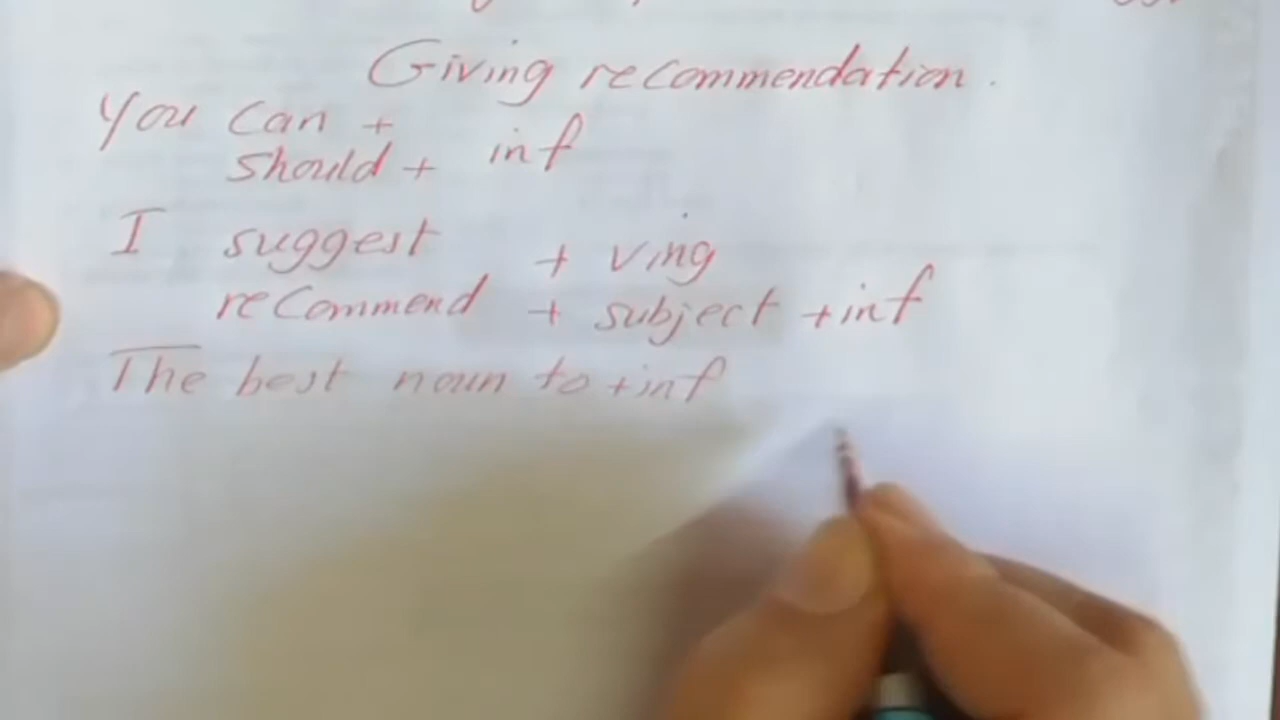 Giving recommendation.
You can +
should + inf
I suggest + ving
recommend + subject + inf
The best noun to + inf